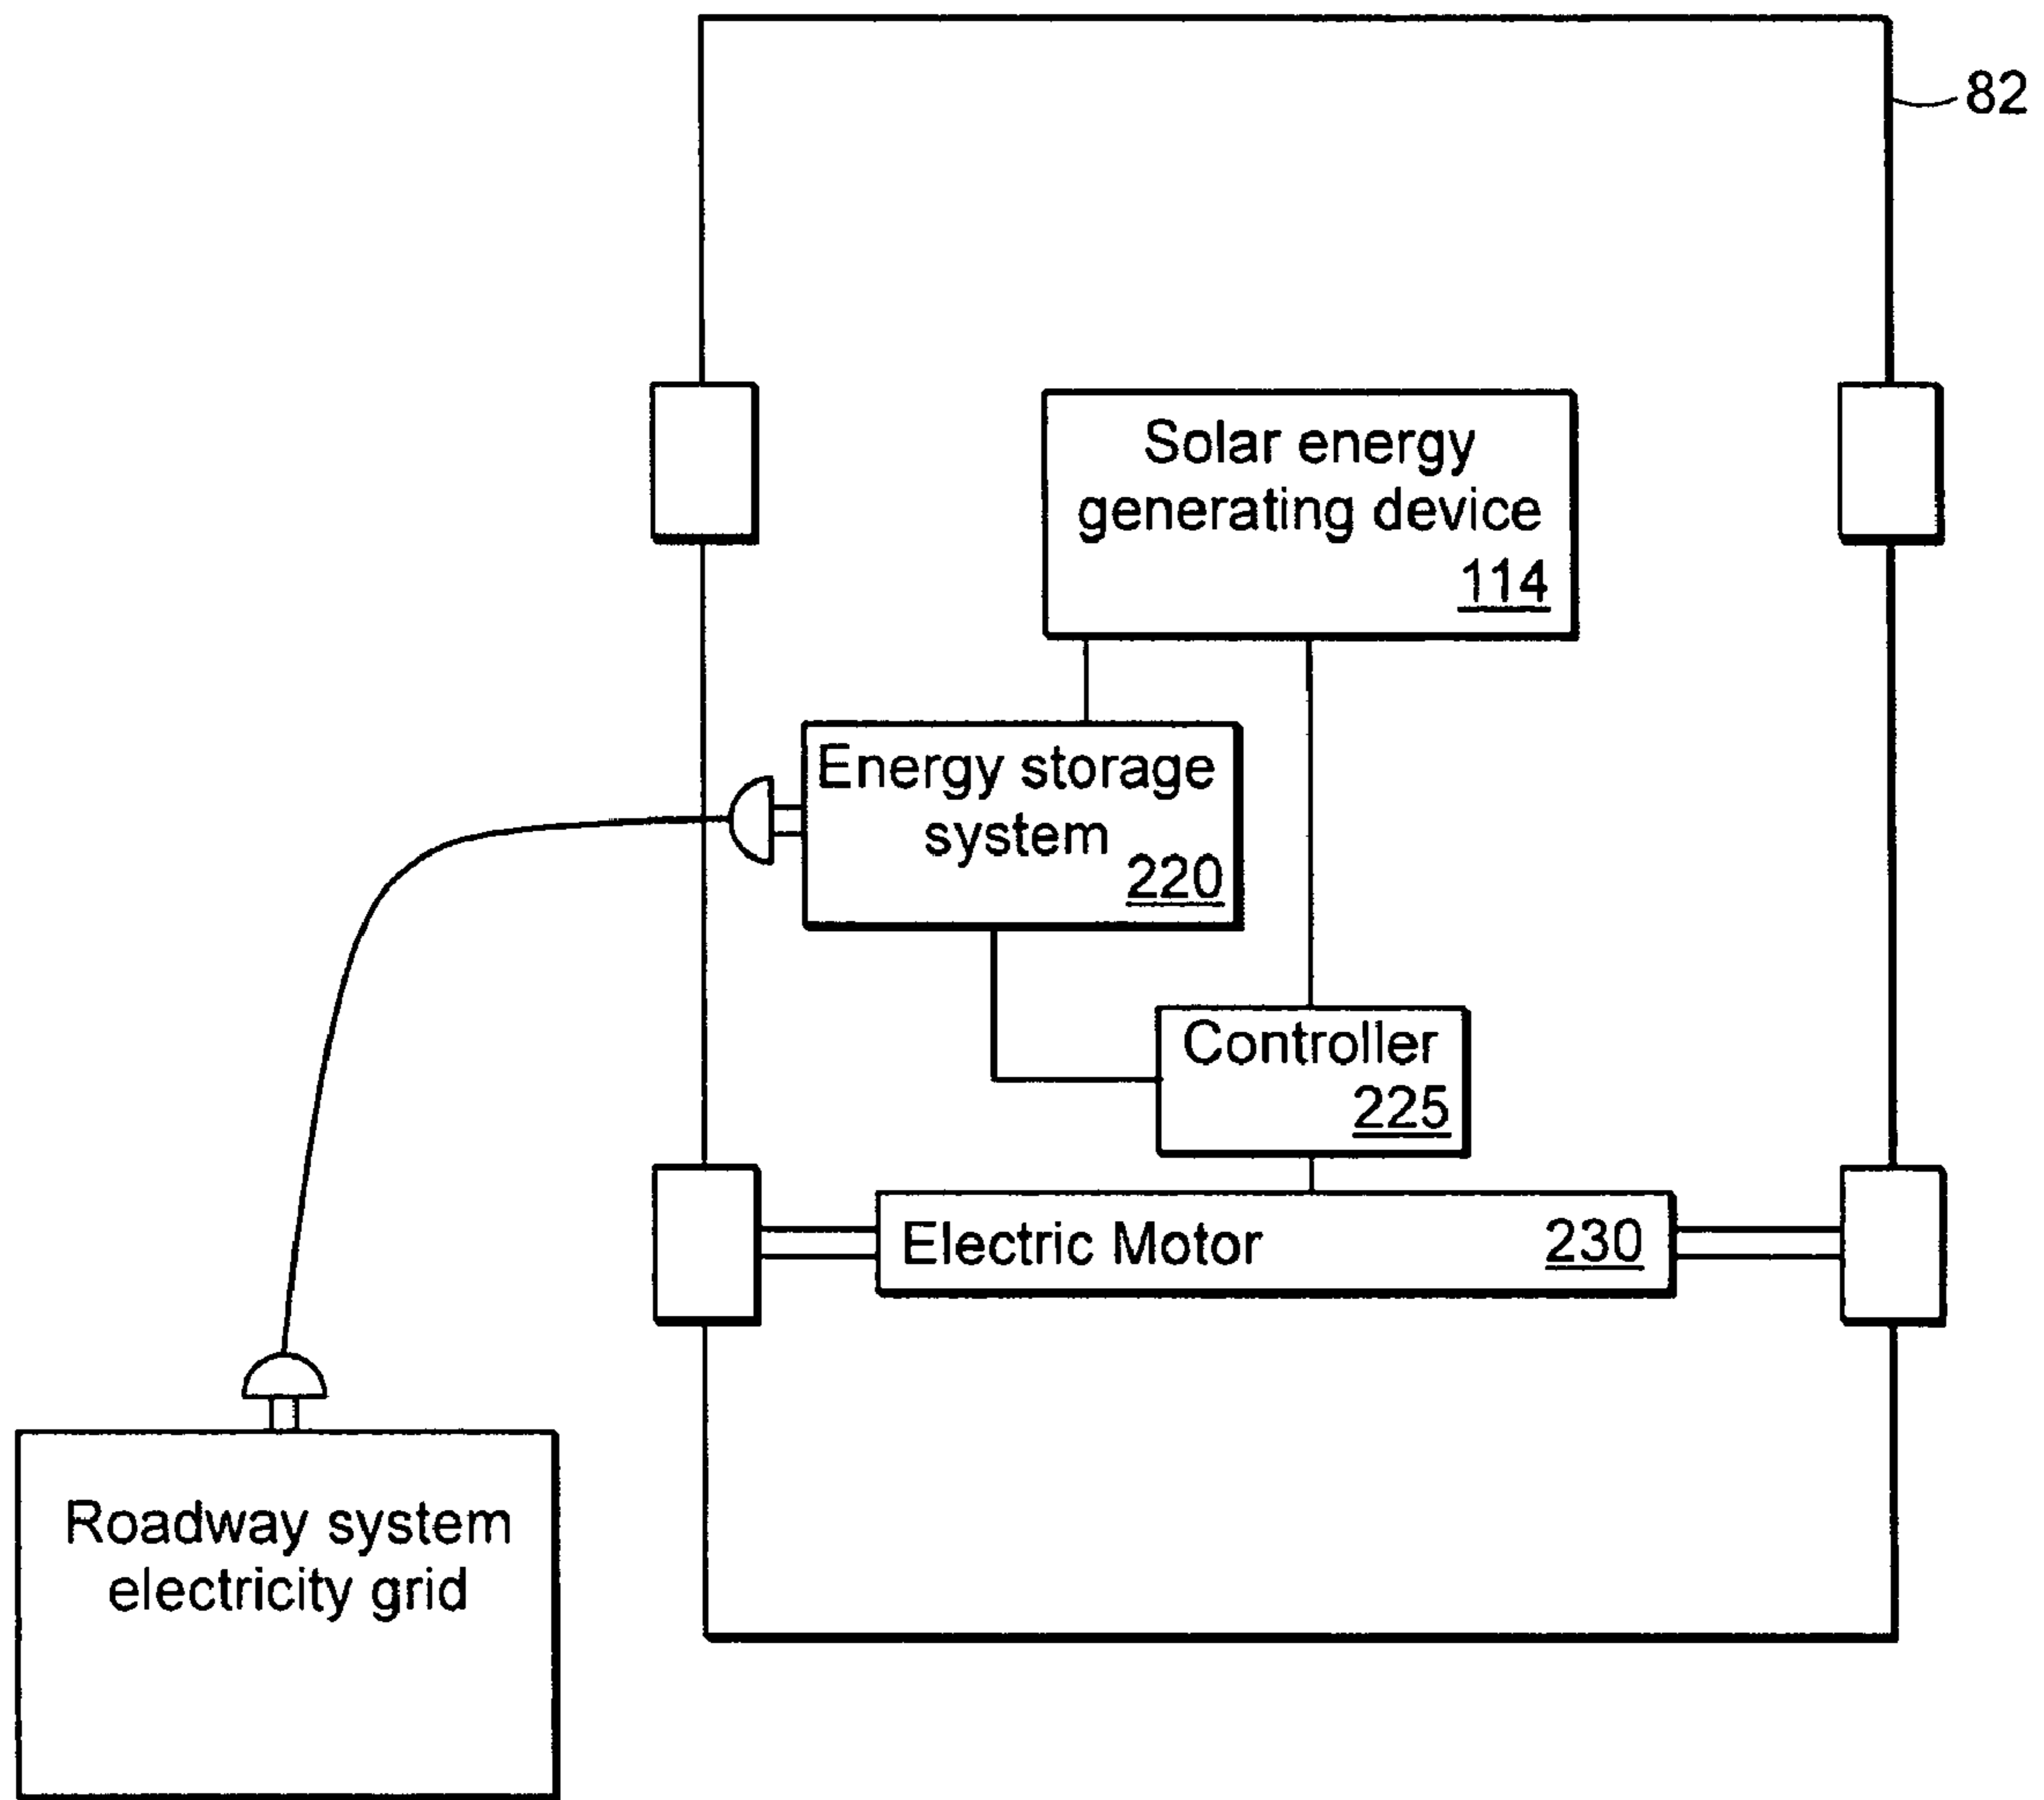 82
Solar energy
generating device
114
Energy storage
system
220
Controller
225
Electric Motor 230
Roadway system
electricity grid